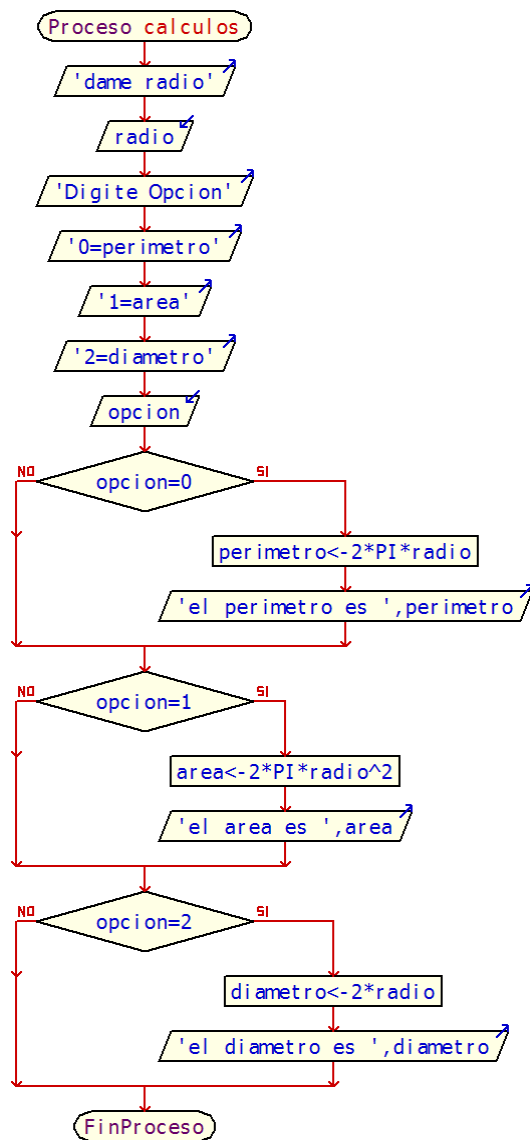 Proceso calculos
'dame radio'
radio
'Digite Opcion'
'0=perimetro'
'1=area'
'2=diametro'
opcion
NO
opcion=0
SI
perimetro<-2*PI*radio
'el perimetro es ',perimetro
NO
opcion=1
SI
area<-2*PI*radio^2
'el area es ',area
NO
opcion=2
SI
diametro<-2*radio
'el diametro es ',diametro
FinProceso